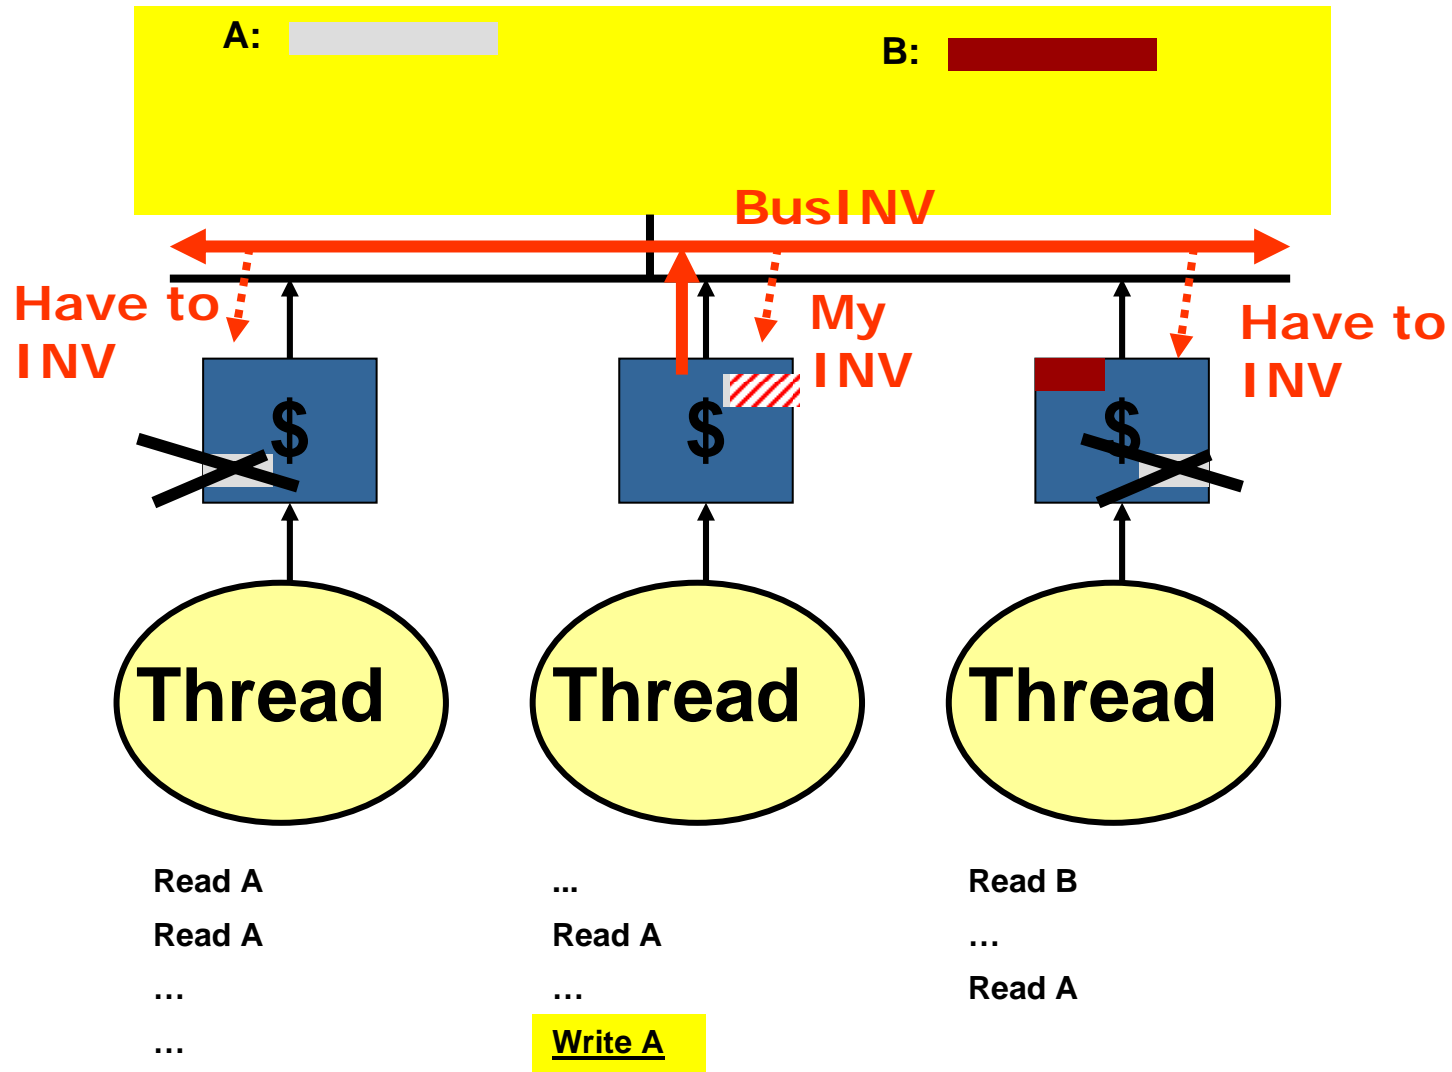 A:
B:
BusINV
Have to
INV
My
INV
Have to
INV
$
$
$
Thread
Thread
Thread
Read A
...
Read B
Read A
Read A
…
…
…
Read A
…
Write A